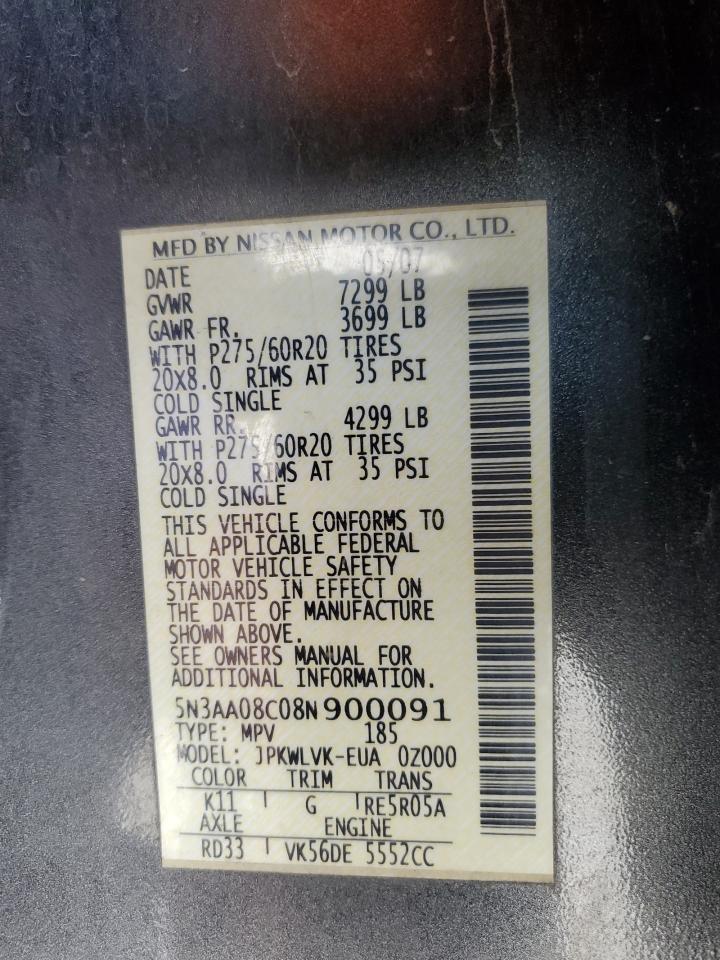 MFD BY NISSAN MOTOR CO., LTD.
DATE 03/07
GVWR 7299 LB
GAWR FR. 3699 LB
WITH P275/60R20 TIRES
20X8.0 RIMS AT 35 PSI
COLD SINGLE
GAWR RR. 4299 LB
WITH P275/60R20 TIRES
20X8.0 RIMS AT 35 PSI
COLD SINGLE
THIS VEHICLE CONFORMS TO
ALL APPLICABLE FEDERAL
MOTOR VEHICLE SAFETY
STANDARDS IN EFFECT ON
THE DATE OF MANUFACTURE
SHOWN ABOVE.
SEE OWNERS MANUAL FOR
ADDITIONAL INFORMATION.
5N3AA08C08N900091
TYPE: MPV 185
MODEL: JPKWLVK-EUA 0Z000
COLOR TRIM TRANS
K11 G RE5R05A
AXLE ENGINE
RD33 VK56DE 5552CC